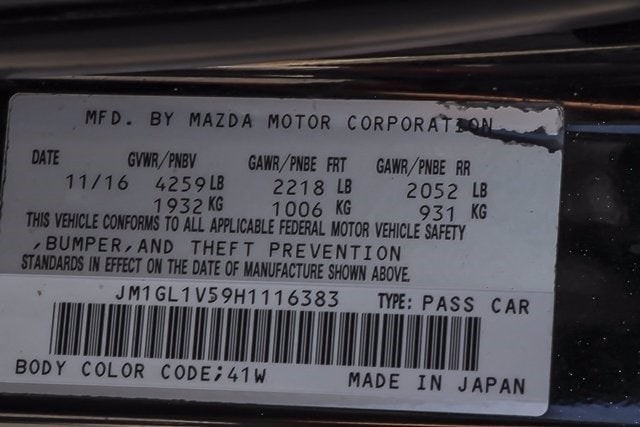 MFD. BY MAZDA MOTOR CORPORATION
DATE GVWR/PNBV GAWR/PNBE FRT GAWR/PNBE RR
11/16 4259 LB 2218 LB 2052 LB
1932 KG 1006 KG 931 KG
THIS VEHICLE CONFORMS TO ALL APPLICABLE FEDERAL MOTOR VEHICLE SAFETY
,BUMPER,AND THEFT PREVENTION
STANDARDS IN EFFECT ON THE DATE OF MANUFACTURE SHOWN ABOVE.
JM1GL1V59H1116383 TYPE: PASS CAR
BODY COLOR CODE;41W MADE IN JAPAN